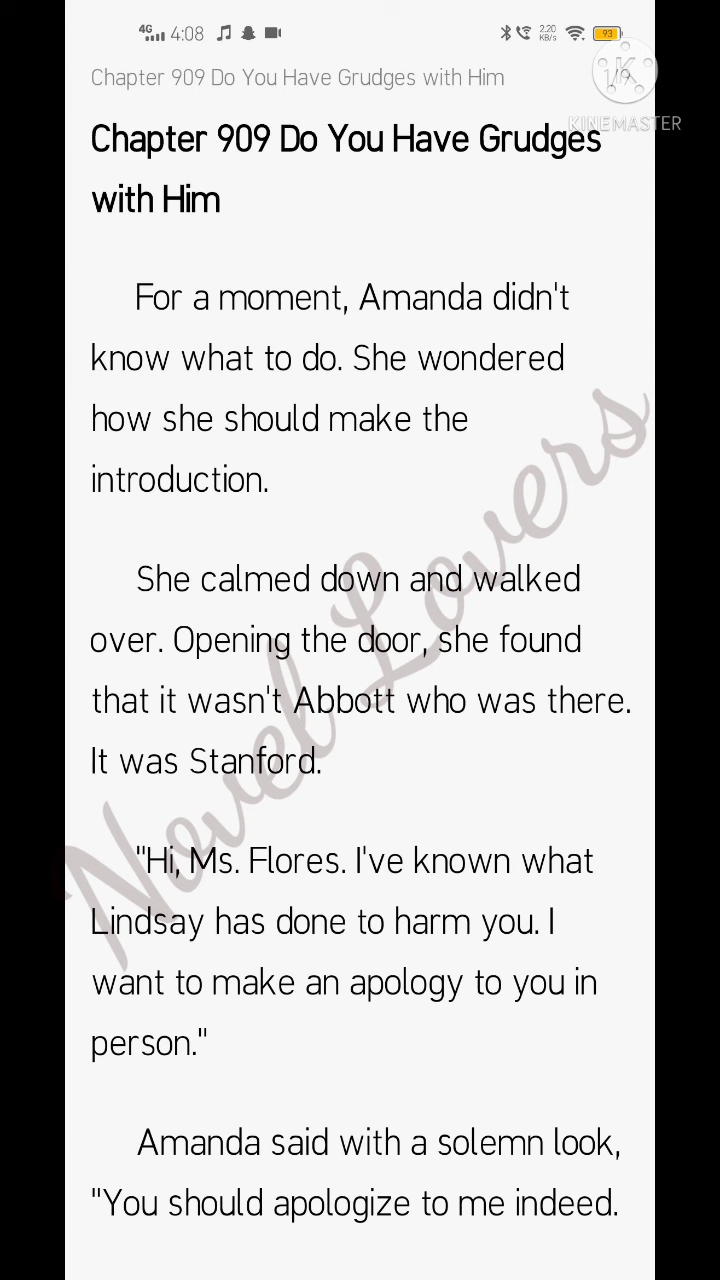 4G 4:08 2.20 KB/s 93
Chapter 909 Do You Have Grudges with Him
KINEMASTER
Chapter 909 Do You Have Grudges
with Him
For a moment, Amanda didn't
know what to do. She wondered
how she should make the
introduction.
She calmed down and walked
over. Opening the door, she found
that it wasn't Abbott who was there.
It was Stanford.
"Hi, Ms. Flores. I've known what
Lindsay has done to harm you. I
want to make an apology to you in
person."
Amanda said with a solemn look,
"You should apologize to me indeed.
Novel Lovers